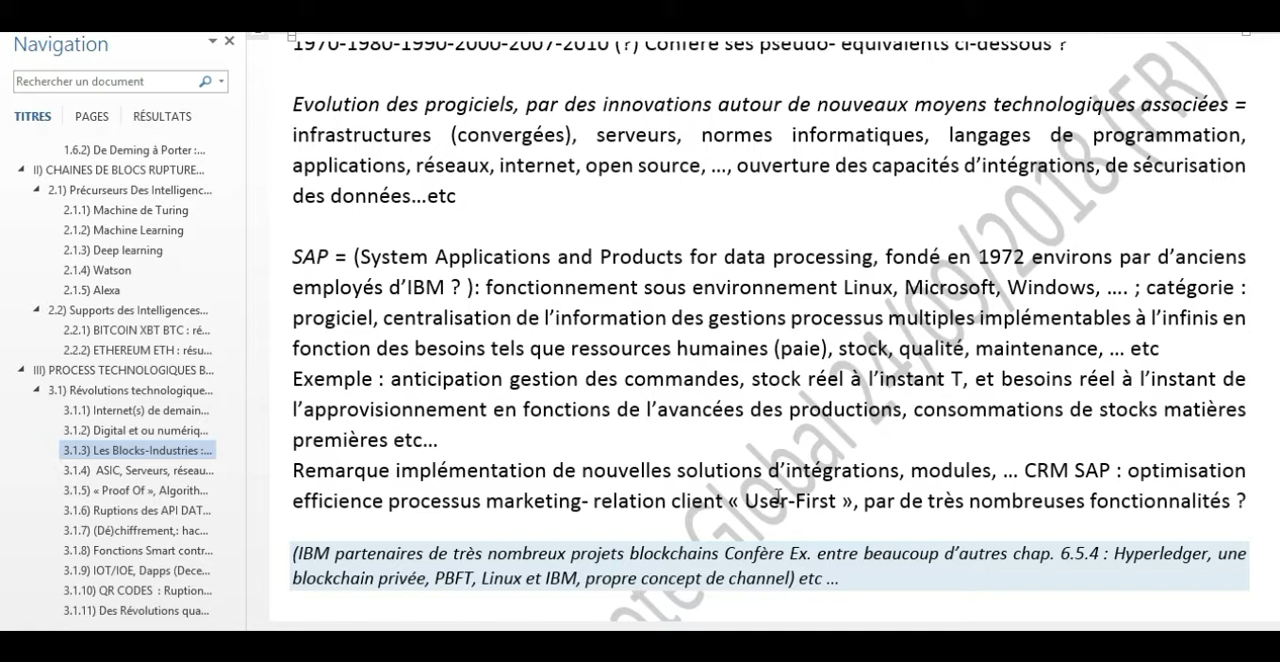 Navigation
Rechercher un document
TITRES PAGES RÉSULTATS
1.6.2) De Deming à Porter :...
II) CHAINES DE BLOCS RUPTURE...
2.1) Précurseurs Des Intelligenc...
2.1.1) Machine de Turing
2.1.2) Machine Learning
2.1.3) Deep learning
2.1.4) Watson
2.1.5) Alexa
2.2) Supports des Intelligences...
2.2.1) BITCOIN XBT BTC : ré...
2.2.2) ETHEREUM ETH : résu...
III) PROCESS TECHNOLOGIQUES B...
3.1) Révolutions technologique...
3.1.1) Internet(s) de demain...
3.1.2) Digital et ou numériq...
3.1.3) Les Blocks-Industries :...
3.1.4) ASIC, Serveurs, réseau...
3.1.5) « Proof Of », Algorith...
3.1.6) Ruptions des API DAT...
3.1.7) (Dé)chiffrement,: hac...
3.1.8) Fonctions Smart contr...
3.1.9) IOT/IOE, Dapps (Dece...
3.1.10) QR CODES : Ruption...
3.1.11) Des Révolutions qua...
1970-1980-1990-2000-2007-2010 (?) Confère ses pseudo- équivalents ci-dessous ?
Evolution des progiciels, par des innovations autour de nouveaux moyens technologiques associées =
infrastructures (convergées), serveurs, normes informatiques, langages de programmation,
applications, réseaux, internet, open source, ..., ouverture des capacités d'intégrations, de sécurisation
des données...etc
SAP = (System Applications and Products for data processing, fondé en 1972 environs par d'anciens
employés d'IBM ? ): fonctionnement sous environnement Linux, Microsoft, Windows, .... ; catégorie :
progiciel, centralisation de l'information des gestions processus multiples implémentables à l'infinis en
fonction des besoins tels que ressources humaines (paie), stock, qualité, maintenance, ... etc
Exemple : anticipation gestion des commandes, stock réel à l'instant T, et besoins réel à l'instant de
l'approvisionnement en fonctions de l'avancées des productions, consommations de stocks matières
premières etc...
Remarque implémentation de nouvelles solutions d'intégrations, modules, ... CRM SAP : optimisation
efficience processus marketing- relation client « User-First », par de très nombreuses fonctionnalités ?
(IBM partenaires de très nombreux projets blockchains Confère Ex. entre beaucoup d'autres chap. 6.5.4 : Hyperledger, une
blockchain privée, PBFT, Linux et IBM, propre concept de channel) etc ...
Global 24/09/2018 (FR)